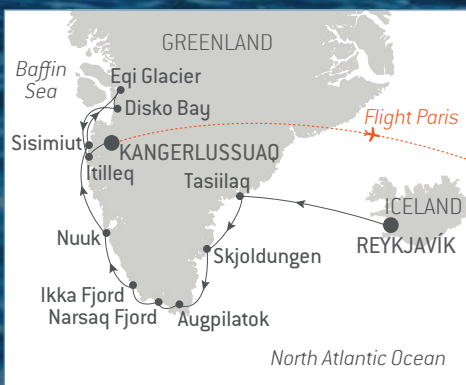 GREENLAND
Baffin
Sea
Eqi Glacier
Disko Bay
Flight Paris
Sisimiut
KANGERLUSSUAQ
Itilleq
Tasiilaq
ICELAND
REYKJAVÍK
Nuuk
Skjoldungen
Ikka Fjord
Narsaq Fjord
Augpilatok
North Atlantic Ocean